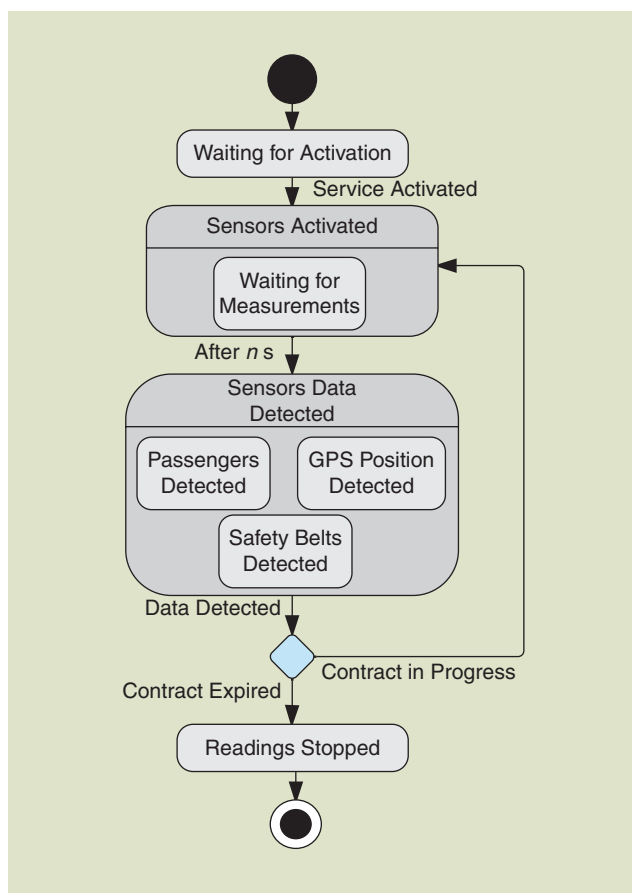 Waiting for Activation
Service Activated
Sensors Activated
Waiting for
Measurements
After n s
Sensors Data
Detected
Passengers
Detected
GPS Position
Detected
Safety Belts
Detected
Data Detected
Contract in Progress
Contract Expired
Readings Stopped